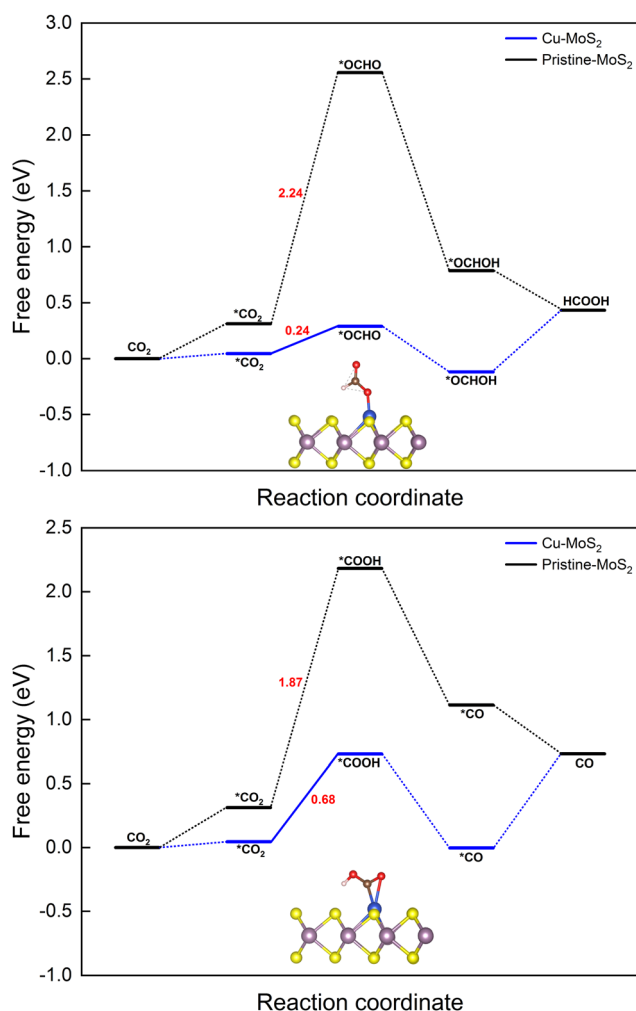 3.0
2.5
2.0
1.5
1.0
0.5
0.0
-0.5
-1.0
Free energy (eV)
Reaction coordinate
Cu-MoS₂
Pristine-MoS₂
*OCHO
2.24
*OCHOH
HCOOH
*CO₂
0.24
CO₂
*CO₂
*OCHO
*OCHOH
2.5
2.0
1.5
1.0
0.5
0.0
-0.5
-1.0
Free energy (eV)
Reaction coordinate
Cu-MoS₂
Pristine-MoS₂
*COOH
1.87
*CO
*CO₂
*COOH
CO
0.68
CO₂
*CO₂
*CO